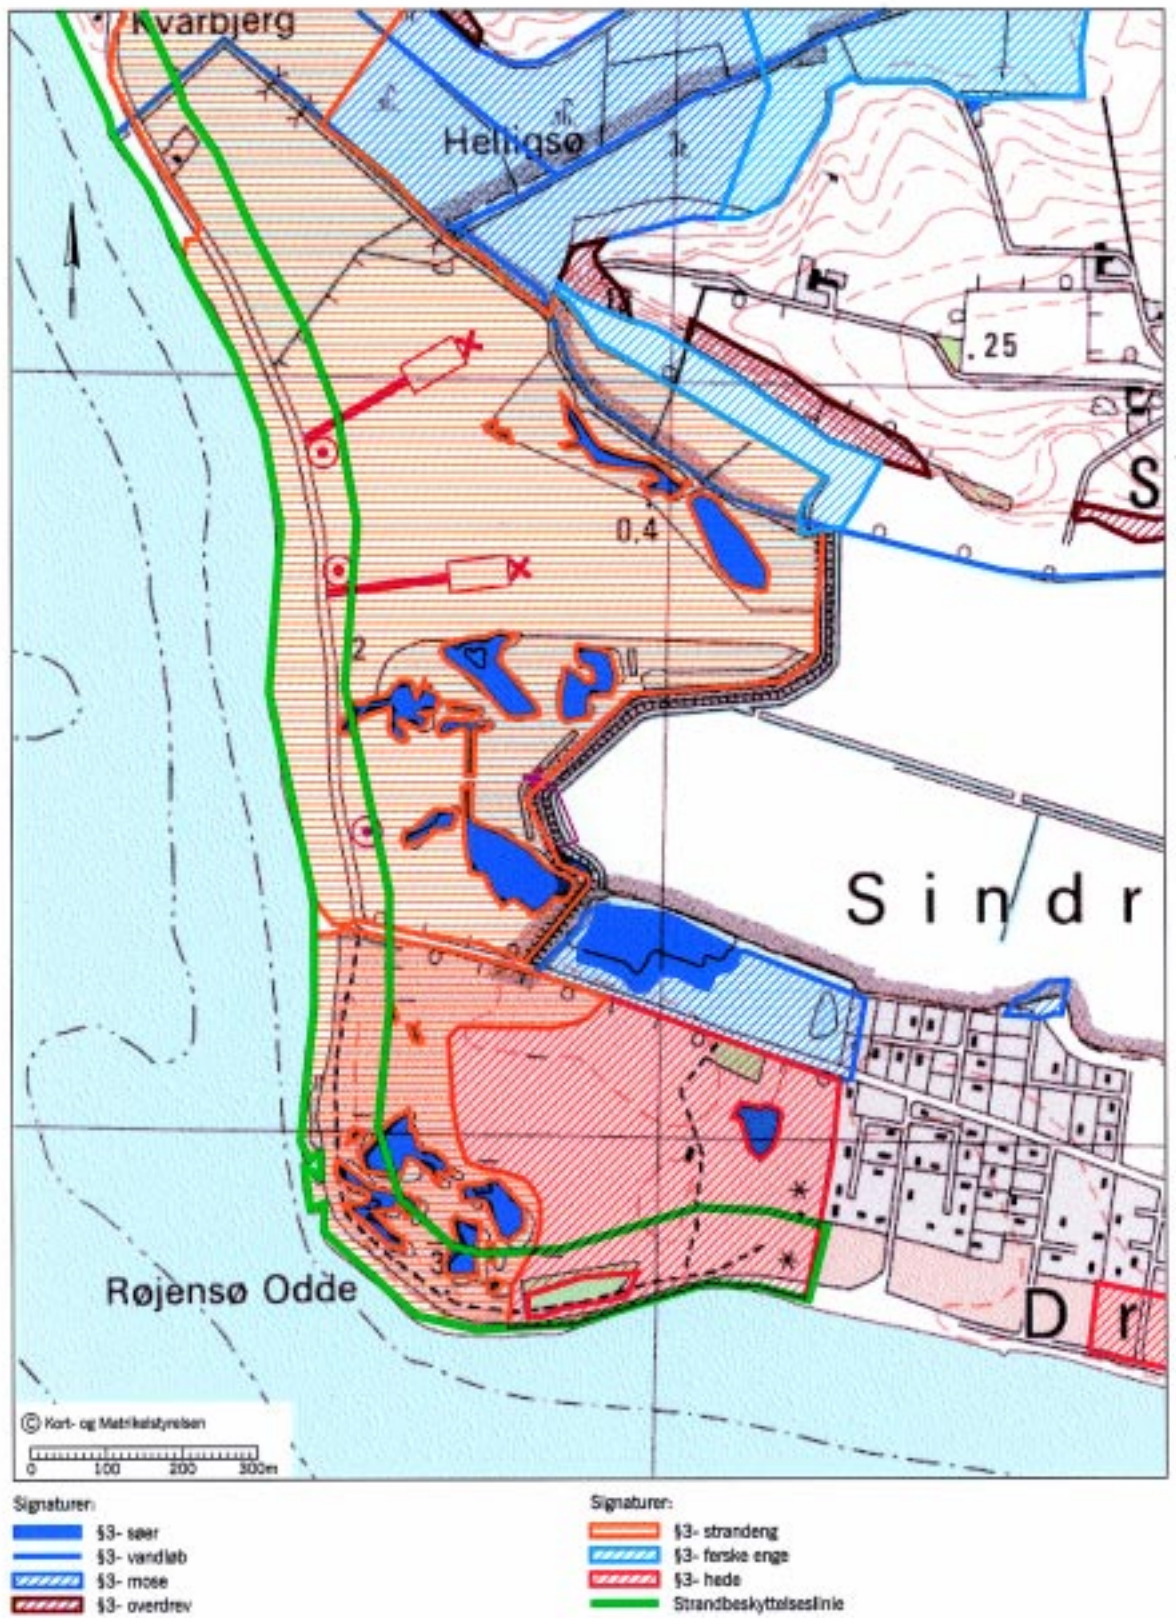 Kvarbjerg
Helligsø
. 25
S
0,4
2
Sindr
3
Røjensø Odde
Dr
© Kort- og Matrikelstyrelsen
0 100 200 300m
Signaturer:
§3- søer
§3- vandløb
§3- mose
§3- overdrev
Signaturer:
§3- strandeng
§3- ferske enge
§3- hede
Strandbeskyttelseslinie